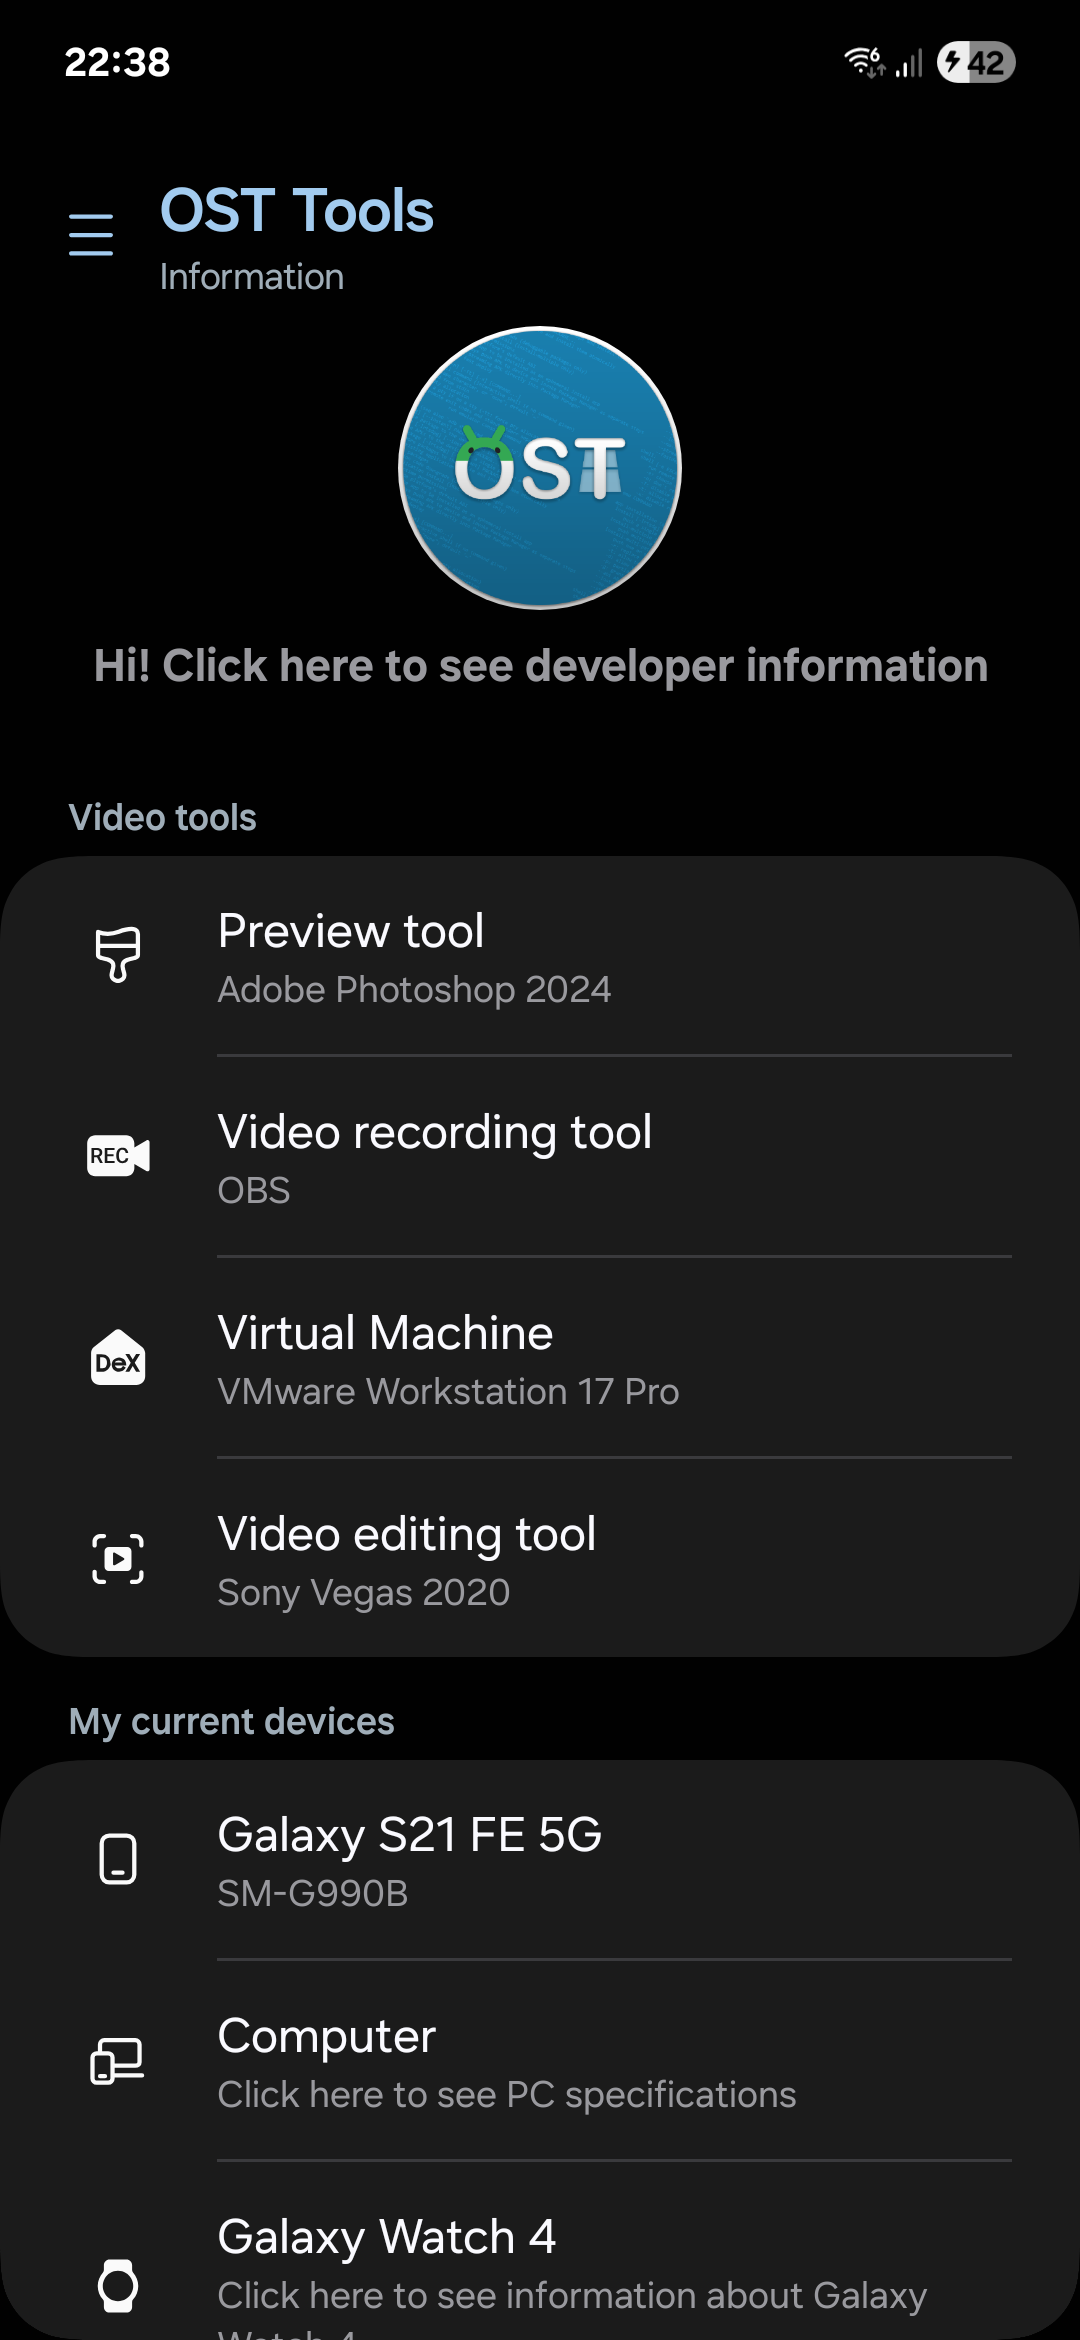 22:38
6
42
OST Tools
Information
OST
Hi! Click here to see developer information
Video tools
Preview tool
Adobe Photoshop 2024
REC
Video recording tool
OBS
DeX
Virtual Machine
VMware Workstation 17 Pro
Video editing tool
Sony Vegas 2020
My current devices
Galaxy S21 FE 5G
SM-G990B
Computer
Click here to see PC specifications
Galaxy Watch 4
Click here to see information about Galaxy
Watch 4